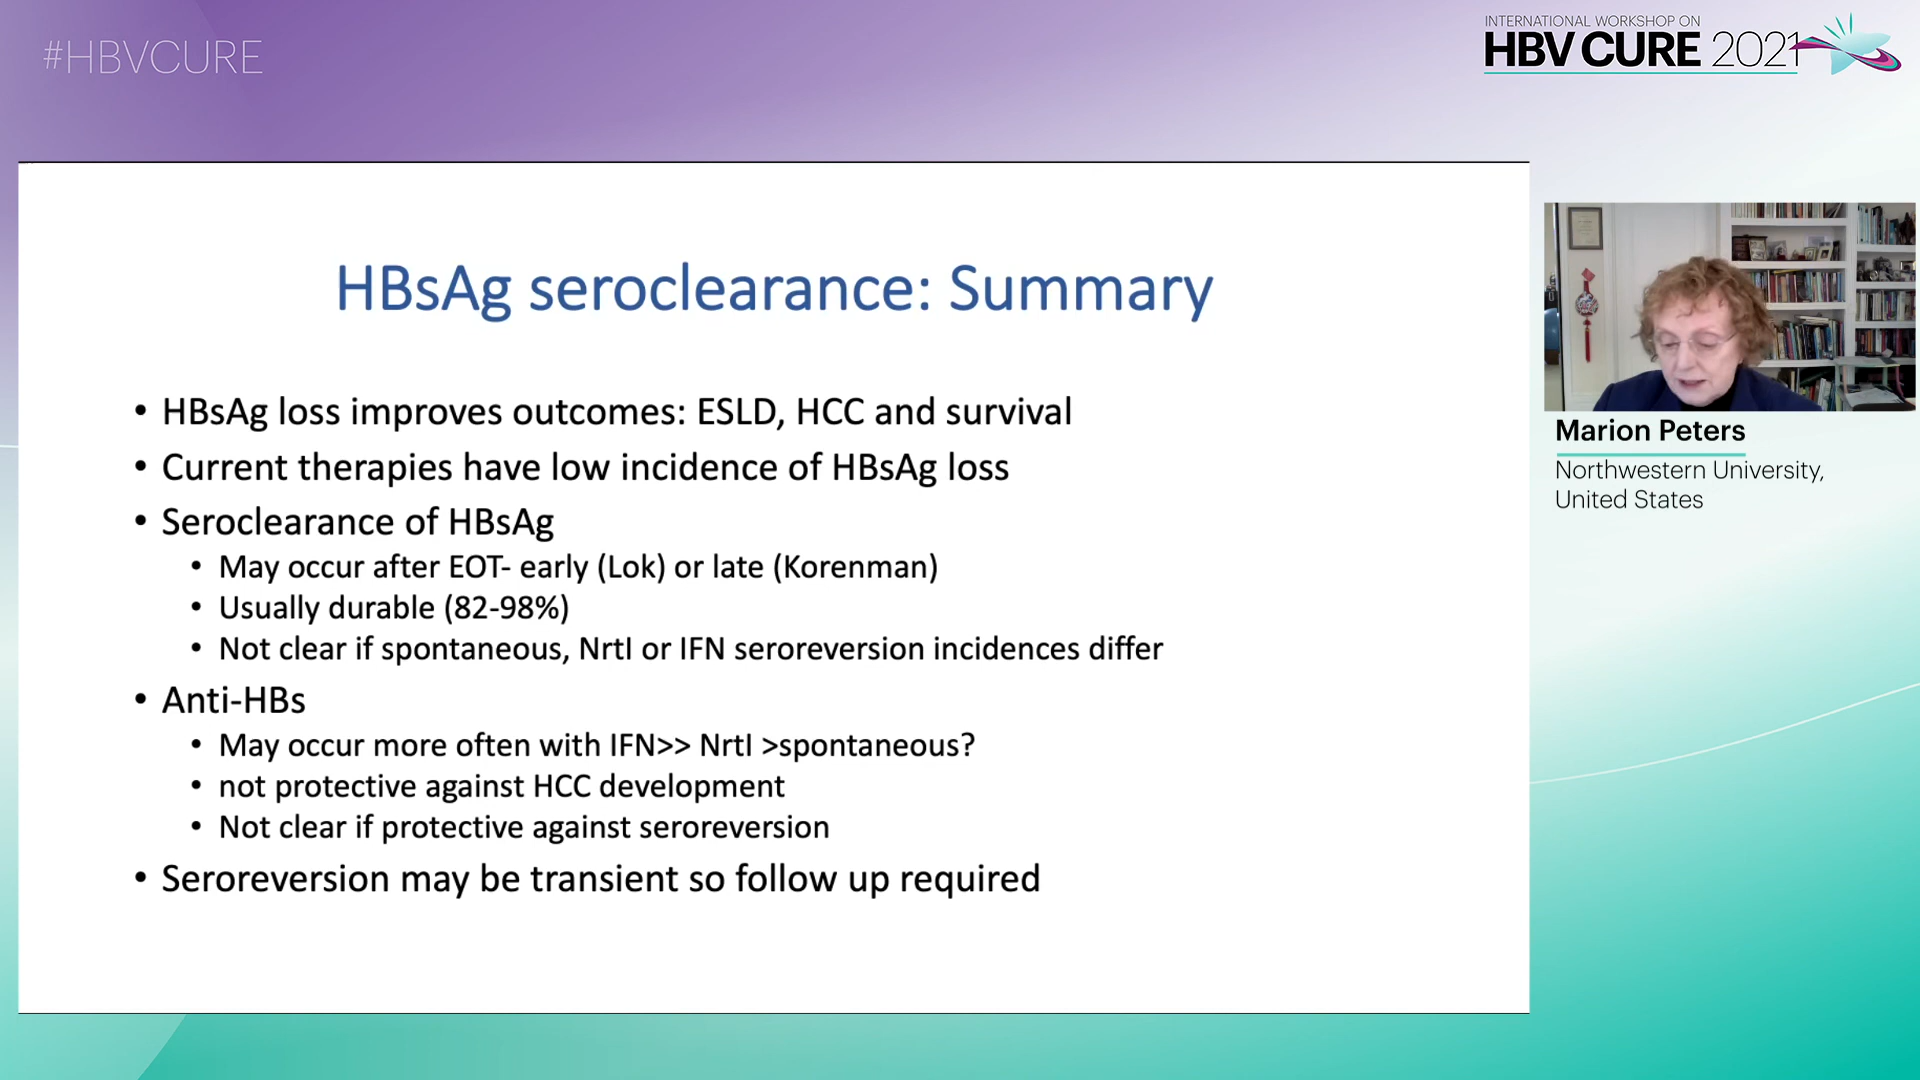 #HBVCURE
INTERNATIONAL WORKSHOP ON
HBV CURE 2021
HBsAg seroclearance: Summary
• HBsAg loss improves outcomes: ESLD, HCC and survival
• Current therapies have low incidence of HBsAg loss
• Seroclearance of HBsAg
• May occur after EOT- early (Lok) or late (Korenman)
• Usually durable (82-98%)
• Not clear if spontaneous, NrtI or IFN seroreversion incidences differ
• Anti-HBs
• May occur more often with IFN>> NrtI >spontaneous?
• not protective against HCC development
• Not clear if protective against seroreversion
• Seroreversion may be transient so follow up required
Marion Peters
Northwestern University,
United States